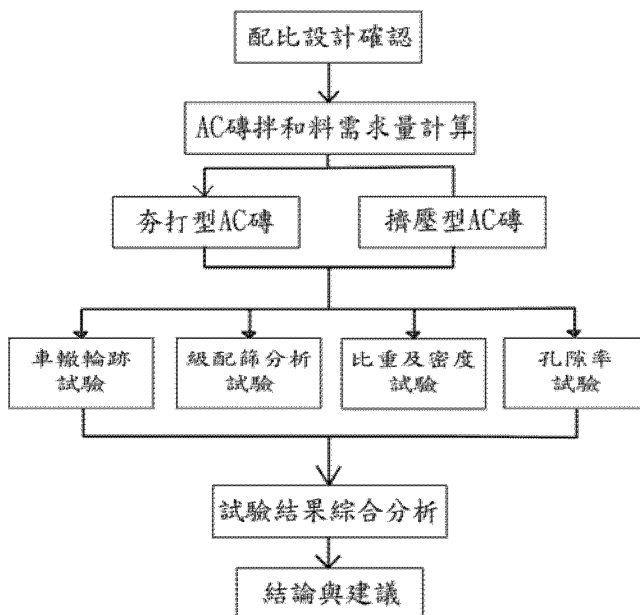 配比設計確認
AC磚拌和料需求量計算
夯打型AC磚
擠壓型AC磚
車轍輪跡
試驗
級配篩分析
試驗
比重及密度
試驗
孔隙率
試驗
試驗結果綜合分析
結論與建議